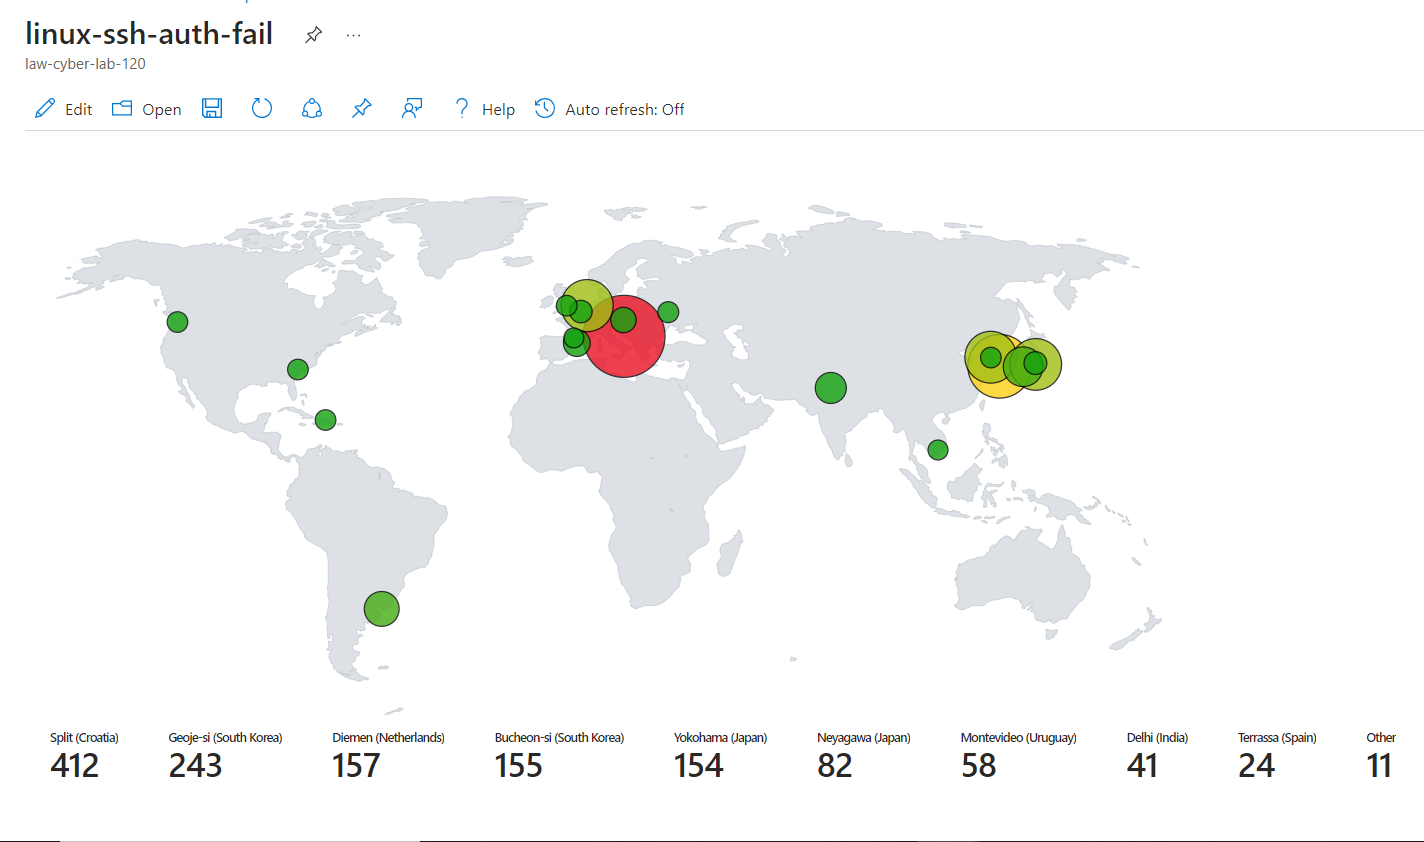 linux-ssh-auth-fail
law-cyber-lab-120
Edit Open Help Auto refresh: Off
Split (Croatia) Geoje-si (South Korea) Diemen (Netherlands) Bucheon-si (South Korea) Yokohama (Japan) Neyagawa (Japan) Montevideo (Uruguay) Delhi (India) Terrassa (Spain) Other
412 243 157 155 154 82 58 41 24 11